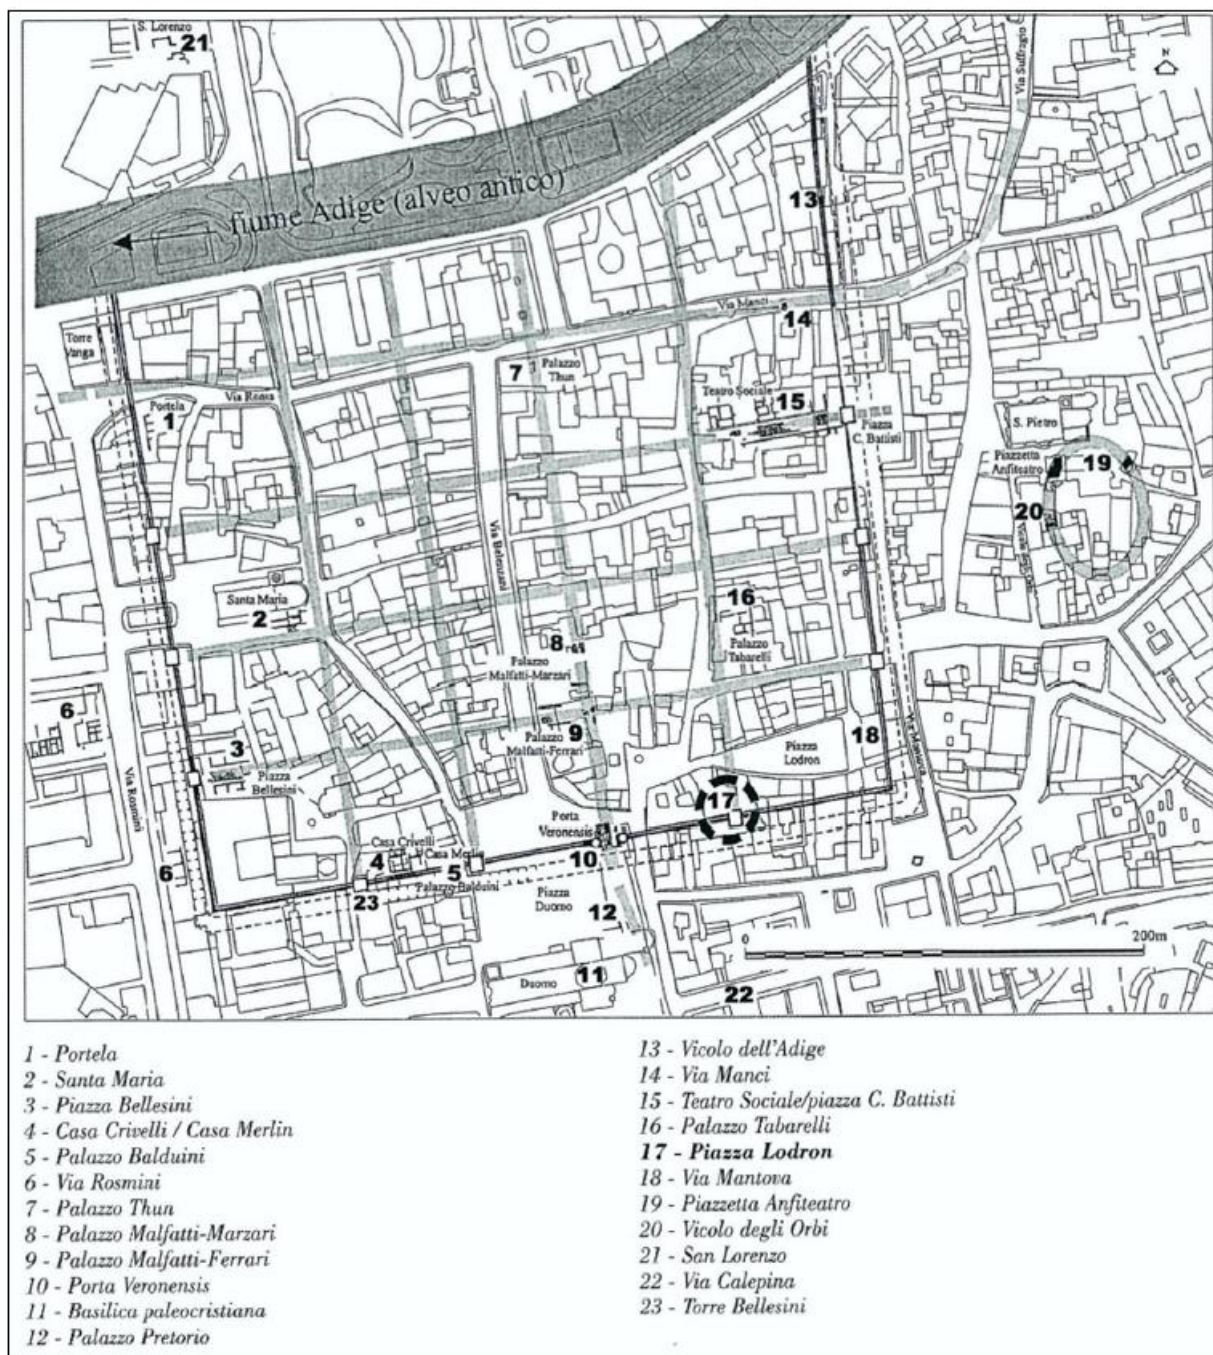 S. Lorenzo
21
N
Via Suffragio
fiume Adige (alveo antico)
13
Via Manci
14
Torre
Vanga
7
Palazzo
Thun
Via Roma
Portela
1
Teatro Sociale
15
Piazza
C. Battisti
S. Pietro
Piazzetta
Anfiteatro
19
20
Via Belenzani
Santa Maria
2
16
8
Palazzo
Tabarelli
Palazzo
Malfatti-Marzari
6
3
9
Palazzo
Malfatti-Ferrari
18
Piazza
Lodron
Via Mantova
Piazza
Bellesini
Via Rosmini
17
Porta
Veronensis
Casa Crivelli
4
Casa Merlin
10
6
5
Palazzo Balduini
23
Piazza
Duomo
12
0
200m
Duomo
11
22
1 - Portela
2 - Santa Maria
3 - Piazza Bellesini
4 - Casa Crivelli / Casa Merlin
5 - Palazzo Balduini
6 - Via Rosmini
7 - Palazzo Thun
8 - Palazzo Malfatti-Marzari
9 - Palazzo Malfatti-Ferrari
10 - Porta Veronensis
11 - Basilica paleocristiana
12 - Palazzo Pretorio
13 - Vicolo dell'Adige
14 - Via Manci
15 - Teatro Sociale/piazza C. Battisti
16 - Palazzo Tabarelli
17 - Piazza Lodron
18 - Via Mantova
19 - Piazzetta Anfiteatro
20 - Vicolo degli Orbi
21 - San Lorenzo
22 - Via Calepina
23 - Torre Bellesini